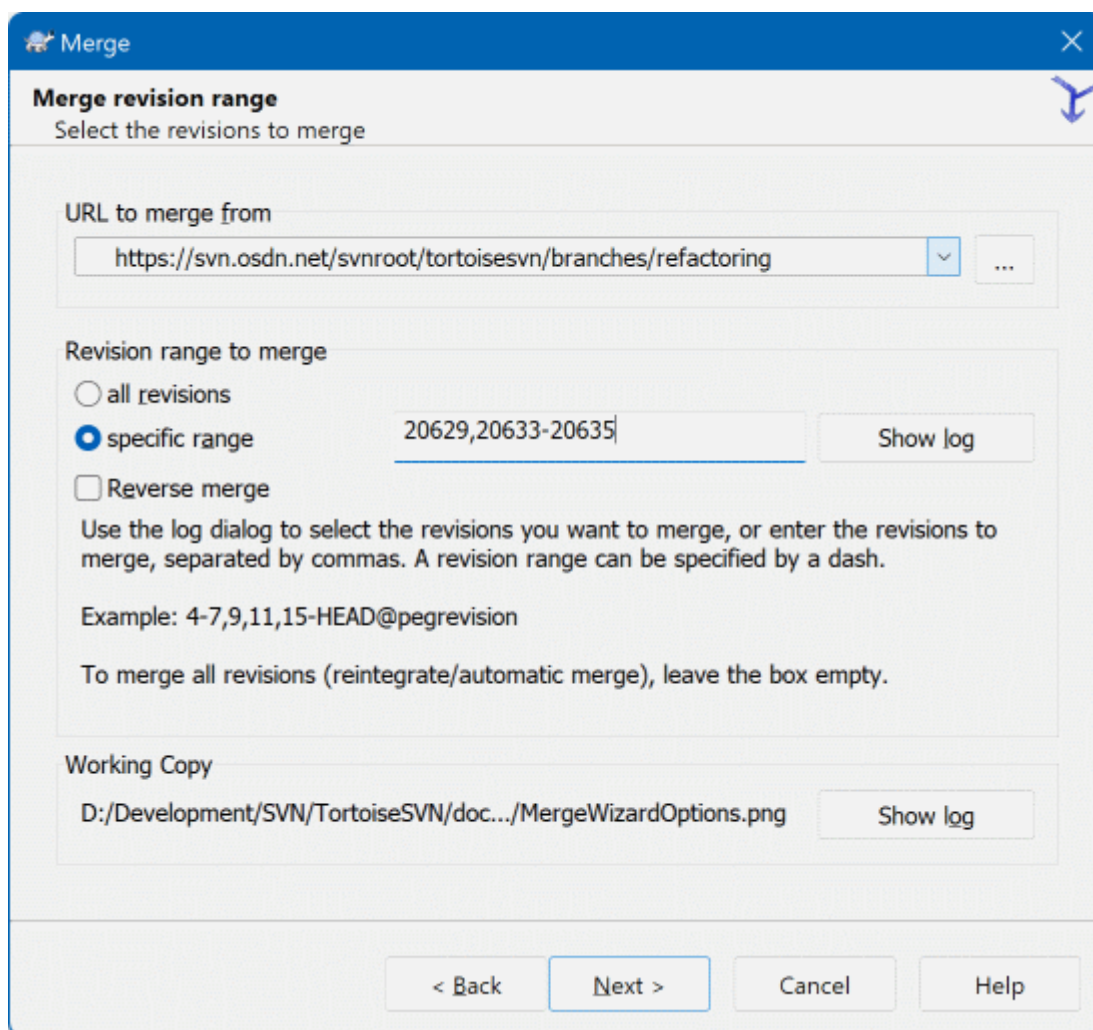 Merge
Merge revision range
Select the revisions to merge
URL to merge from
https://svn.osdn.net/svnroot/tortoisesvn/branches/refactoring
...
Revision range to merge
all revisions
specific range 20629,20633-20635 Show log
Reverse merge
Use the log dialog to select the revisions you want to merge, or enter the revisions to
merge, separated by commas. A revision range can be specified by a dash.
Example: 4-7,9,11,15-HEAD@pegrevision
To merge all revisions (reintegrate/automatic merge), leave the box empty.
Working Copy
D:/Development/SVN/TortoiseSVN/doc.../MergeWizardOptions.png Show log
< Back Next > Cancel Help